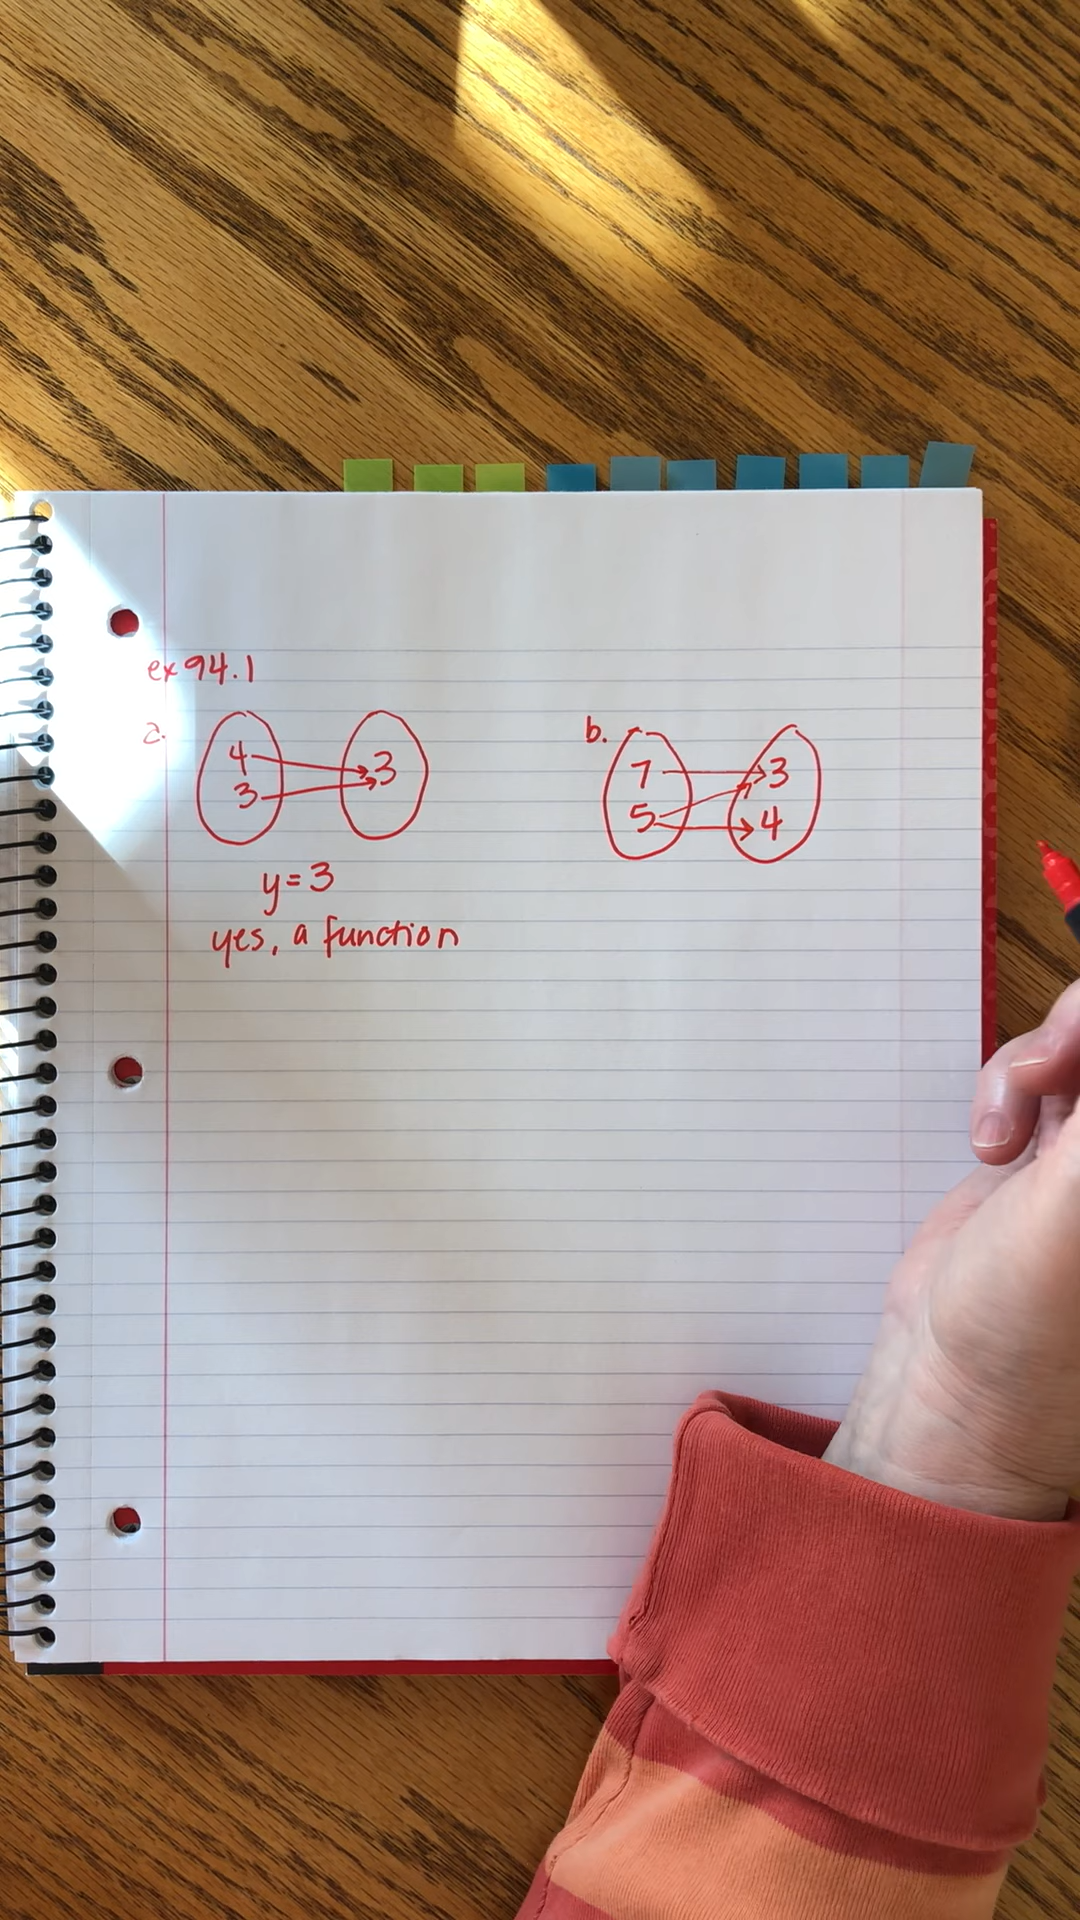 ex 94.1
a.
4 3
3
b.
7 3
5 4
y=3
yes, a function